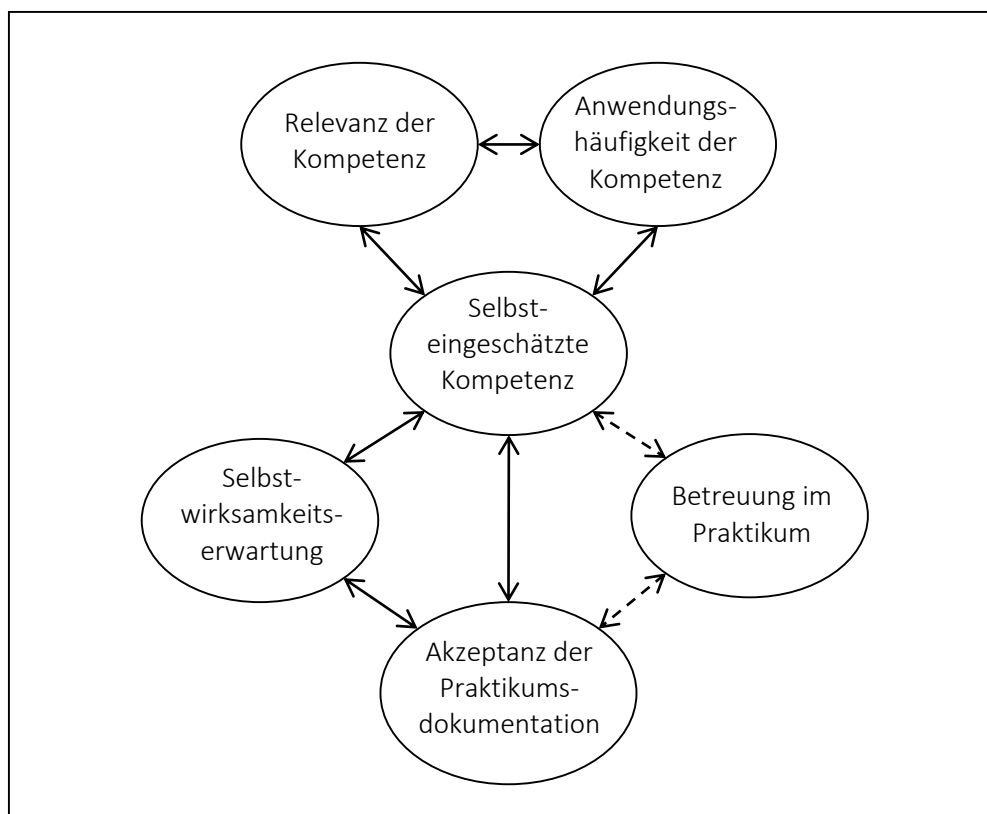 Relevanz der
Kompetenz
Anwendungs-
häufigkeit der
Kompetenz
Selbst-
eingeschätzte
Kompetenz
Selbst-
wirksamkeits-
erwartung
Betreuung im
Praktikum
Akzeptanz der
Praktikums-
dokumentation